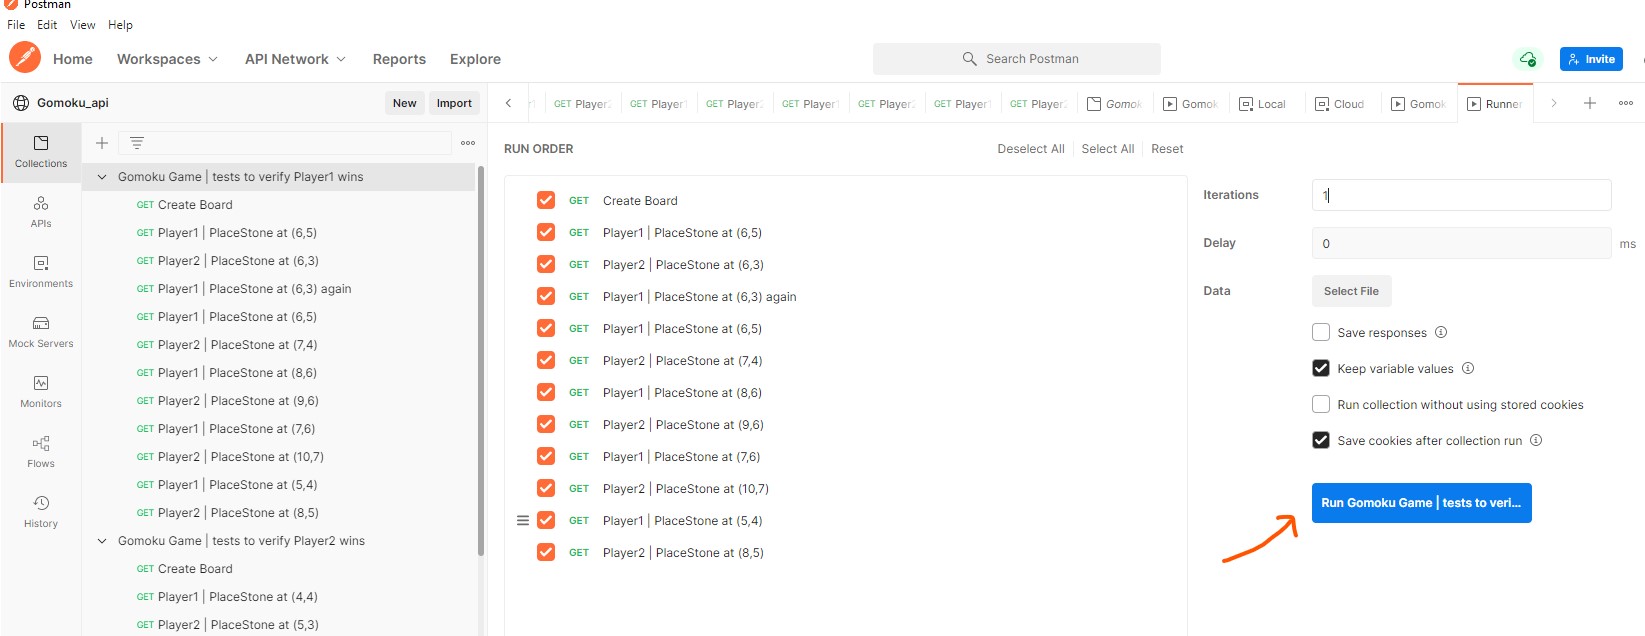 Postman
File Edit View Help
Home Workspaces API Network Reports Explore Search Postman Invite
Gomoku_api New Import
GET Player2 GET Player1 GET Player2 GET Player1 GET Player2 GET Player1 GET Player2 Gomok Gomok Local Cloud Gomok Runner
Collections
APIs
Environments
Mock Servers
Monitors
Flows
History
Gomoku Game | tests to verify Player1 wins
GET Create Board
GET Player1 | PlaceStone at (6,5)
GET Player2 | PlaceStone at (6,3)
GET Player1 | PlaceStone at (6,3) again
GET Player1 | PlaceStone at (6,5)
GET Player2 | PlaceStone at (7,4)
GET Player1 | PlaceStone at (8,6)
GET Player2 | PlaceStone at (9,6)
GET Player1 | PlaceStone at (7,6)
GET Player2 | PlaceStone at (10,7)
GET Player1 | PlaceStone at (5,4)
GET Player2 | PlaceStone at (8,5)
Gomoku Game | tests to verify Player2 wins
GET Create Board
GET Player1 | PlaceStone at (4,4)
GET Player2 | PlaceStone at (5,3)
RUN ORDER Deselect All Select All Reset
GET Create Board
GET Player1 | PlaceStone at (6,5)
GET Player2 | PlaceStone at (6,3)
GET Player1 | PlaceStone at (6,3) again
GET Player1 | PlaceStone at (6,5)
GET Player2 | PlaceStone at (7,4)
GET Player1 | PlaceStone at (8,6)
GET Player2 | PlaceStone at (9,6)
GET Player1 | PlaceStone at (7,6)
GET Player2 | PlaceStone at (10,7)
GET Player1 | PlaceStone at (5,4)
GET Player2 | PlaceStone at (8,5)
Iterations 1
Delay 0 ms
Data Select File
Save responses
Keep variable values
Run collection without using stored cookies
Save cookies after collection run
Run Gomoku Game | tests to veri...